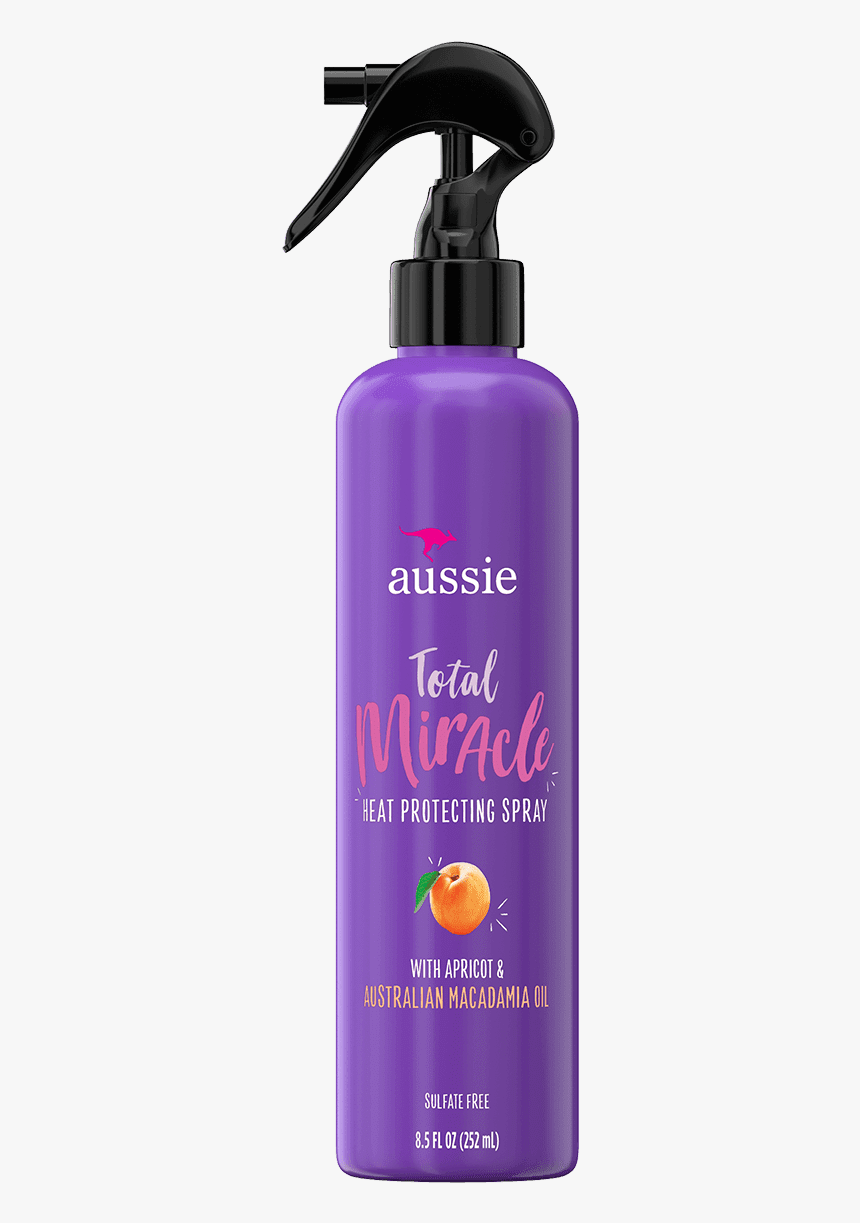 aussie
Total
Miracle
HEAT PROTECTING SPRAY
WITH APRICOT &
AUSTRALIAN MACADAMIA OIL
SULFATE FREE
8.5 FL OZ (252 mL)